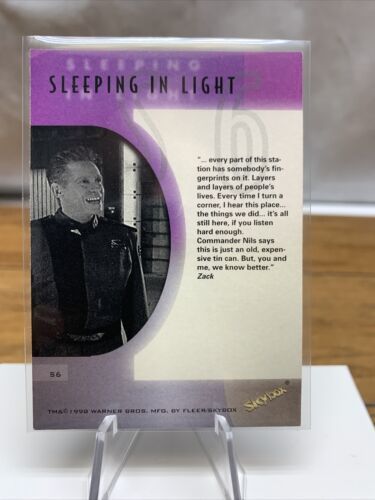 SLEEPING
IN LIGHT
SLEEPING IN LIGHT
"... every part of this sta-
tion has somebody's fin-
gerprints on it. Layers
and layers of people's
lives. Every time I turn a
corner, I hear this place...
the things we did... it's all
still here, if you listen
hard enough.
Commander Nils says
this is just an old, expen-
sive tin can. But, you and
me, we know better."
Zack
56
SKYBOX®
TM&©1998 WARNER BROS. MFG. BY FLEER/SKYBOX